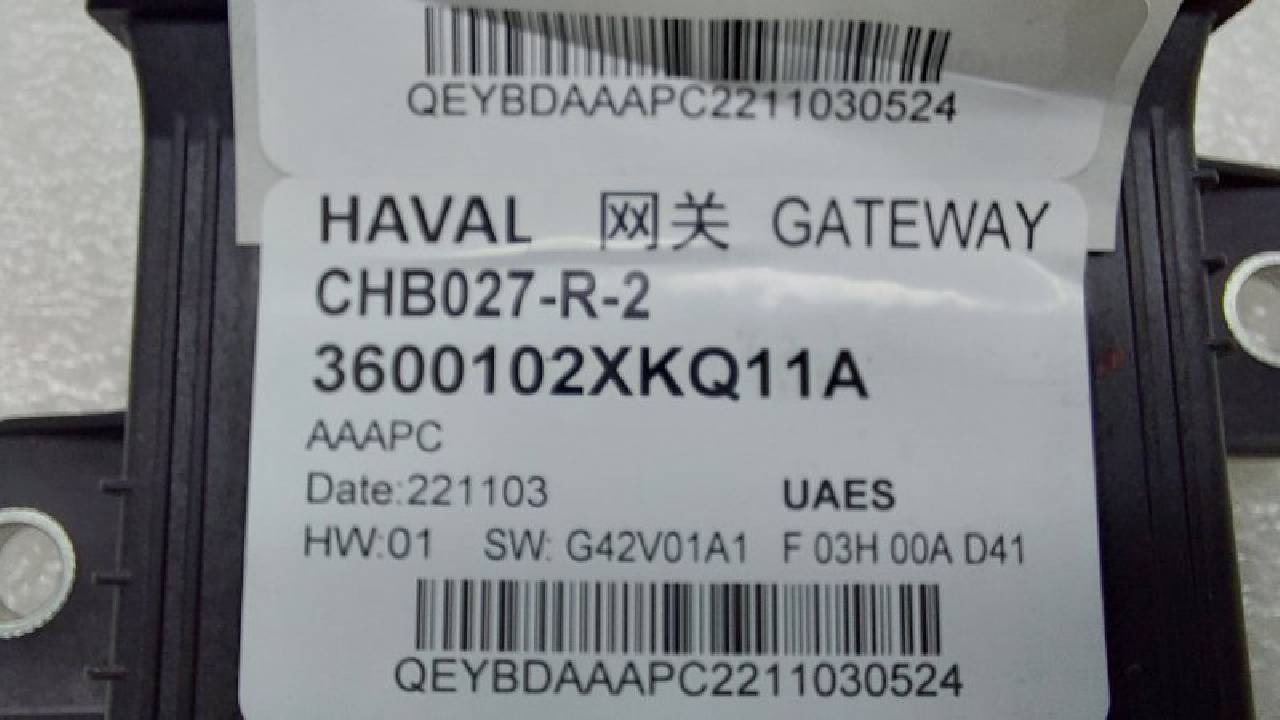 QEYBDAAAPC2211030524
HAVAL 网关 GATEWAY
CHB027-R-2
3600102XKQ11A
AAAPC
Date:221103 UAES
HW:01 SW: G42V01A1 F 03H 00A D41
QEYBDAAAPC2211030524